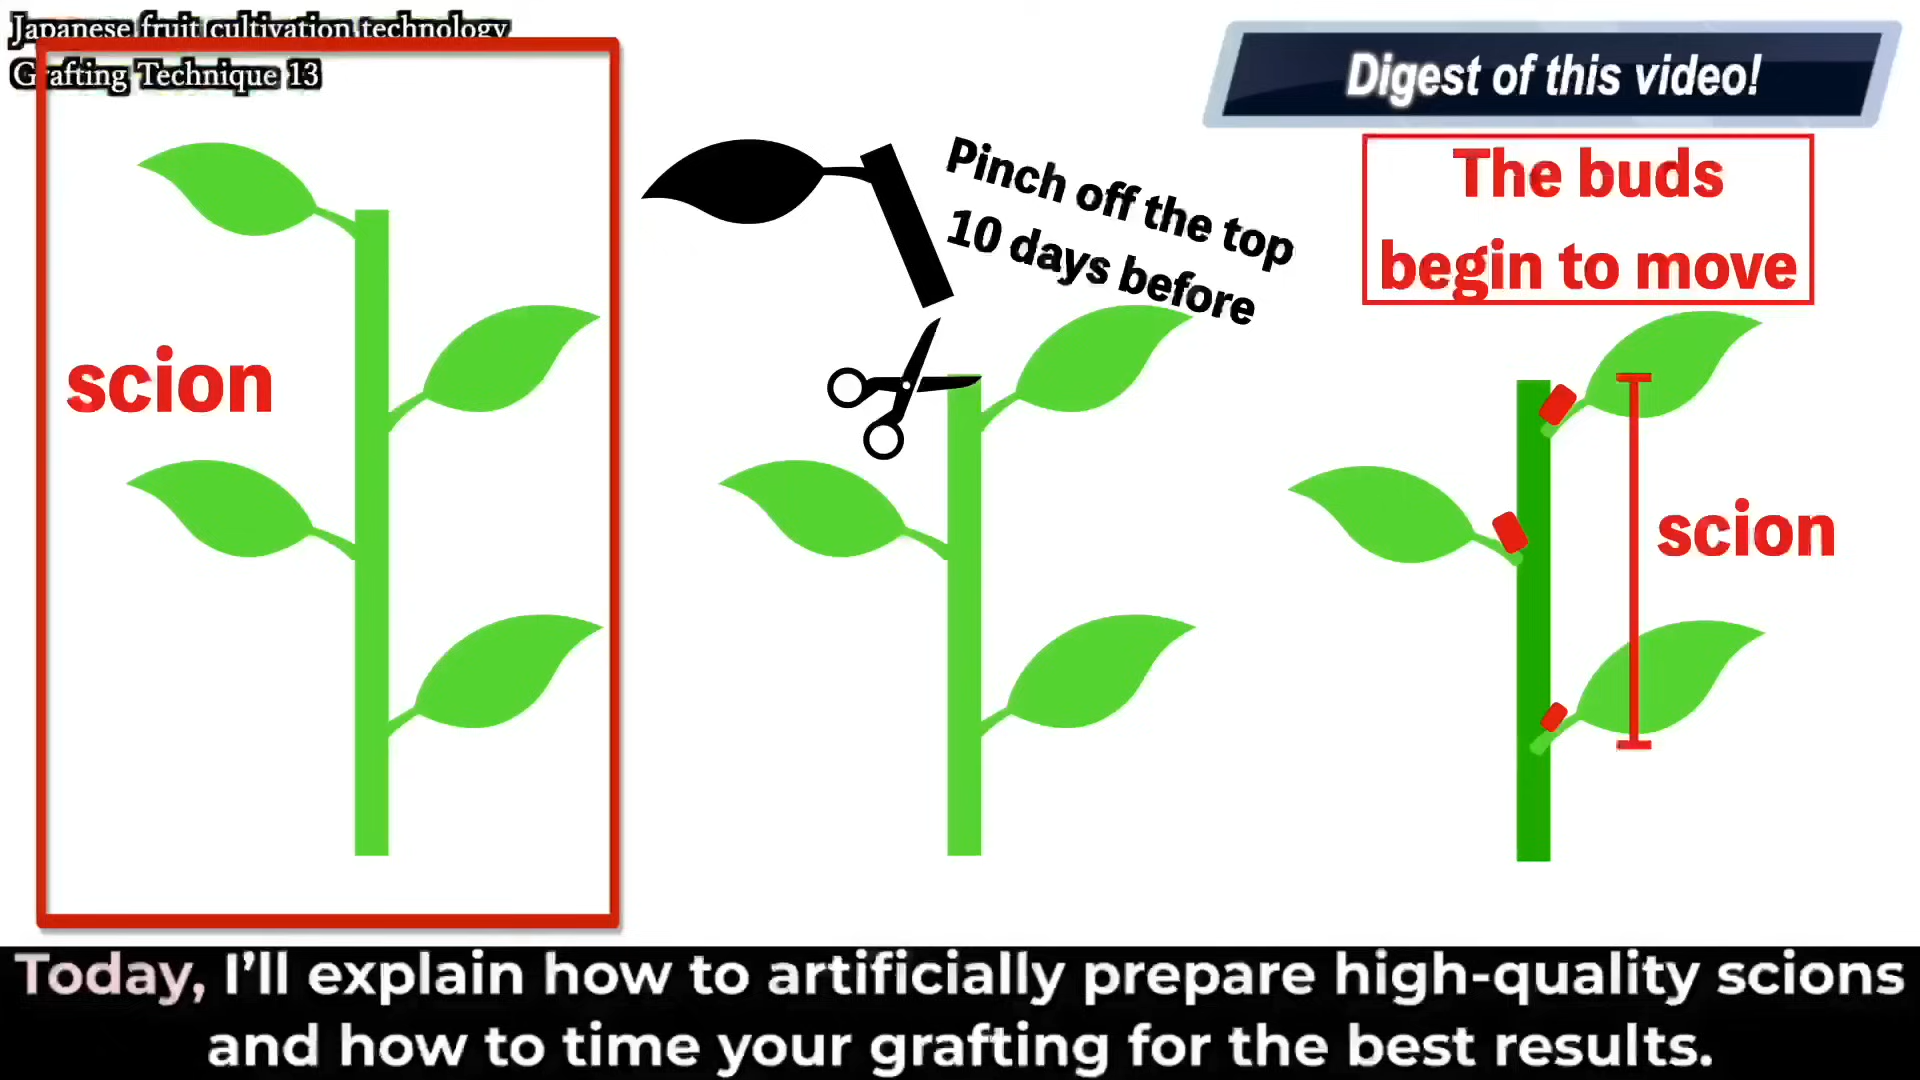 Japanese fruit cultivation technology
Grafting Technique 13
Digest of this video!
scion
Pinch off the top
10 days before
The buds
begin to move
scion
Today, I’ll explain how to artificially prepare high-quality scions
and how to time your grafting for the best results.